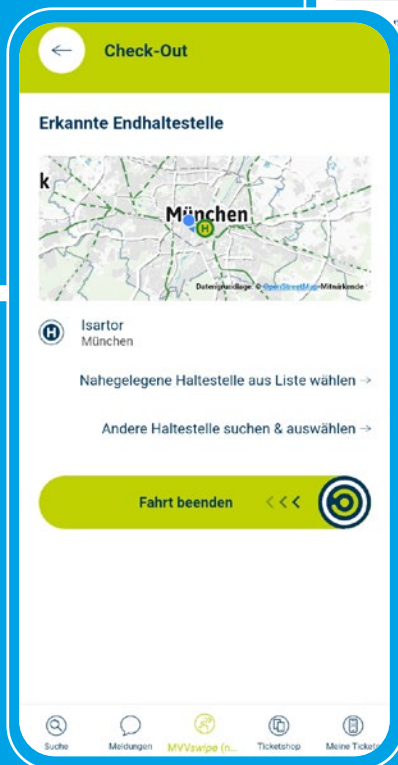 Check-Out
Erkannte Endhaltestelle
k
München
H
Datengrundlage: © OpenStreetMap-Mitwirkende
H
Isartor
München
Nahegelegene Haltestelle aus Liste wählen →
Andere Haltestelle suchen & auswählen →
Fahrt beenden
Suche Meldungen MVVswipe (n... Ticketshop Meine Tickets